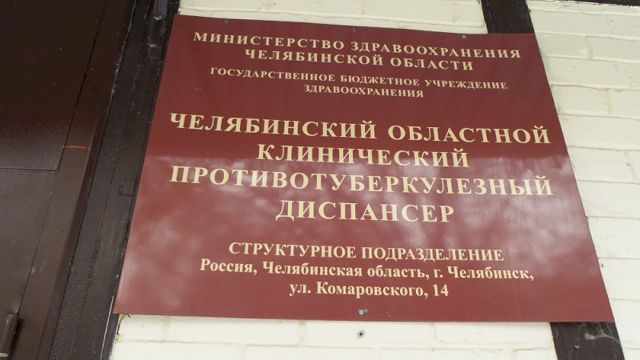 МИНИСТЕРСТВО ЗДРАВООХРАНЕНИЯ
ЧЕЛЯБИНСКОЙ ОБЛАСТИ
ГОСУДАРСТВЕННОЕ БЮДЖЕТНОЕ УЧРЕЖДЕНИЕ
ЗДРАВООХРАНЕНИЯ
ЧЕЛЯБИНСКИЙ ОБЛАСТНОЙ
КЛИНИЧЕСКИЙ
ПРОТИВОТУБЕРКУЛЕЗНЫЙ
ДИСПАНСЕР
СТРУКТУРНОЕ ПОДРАЗДЕЛЕНИЕ
Россия, Челябинская область, г. Челябинск,
ул. Комаровского, 14